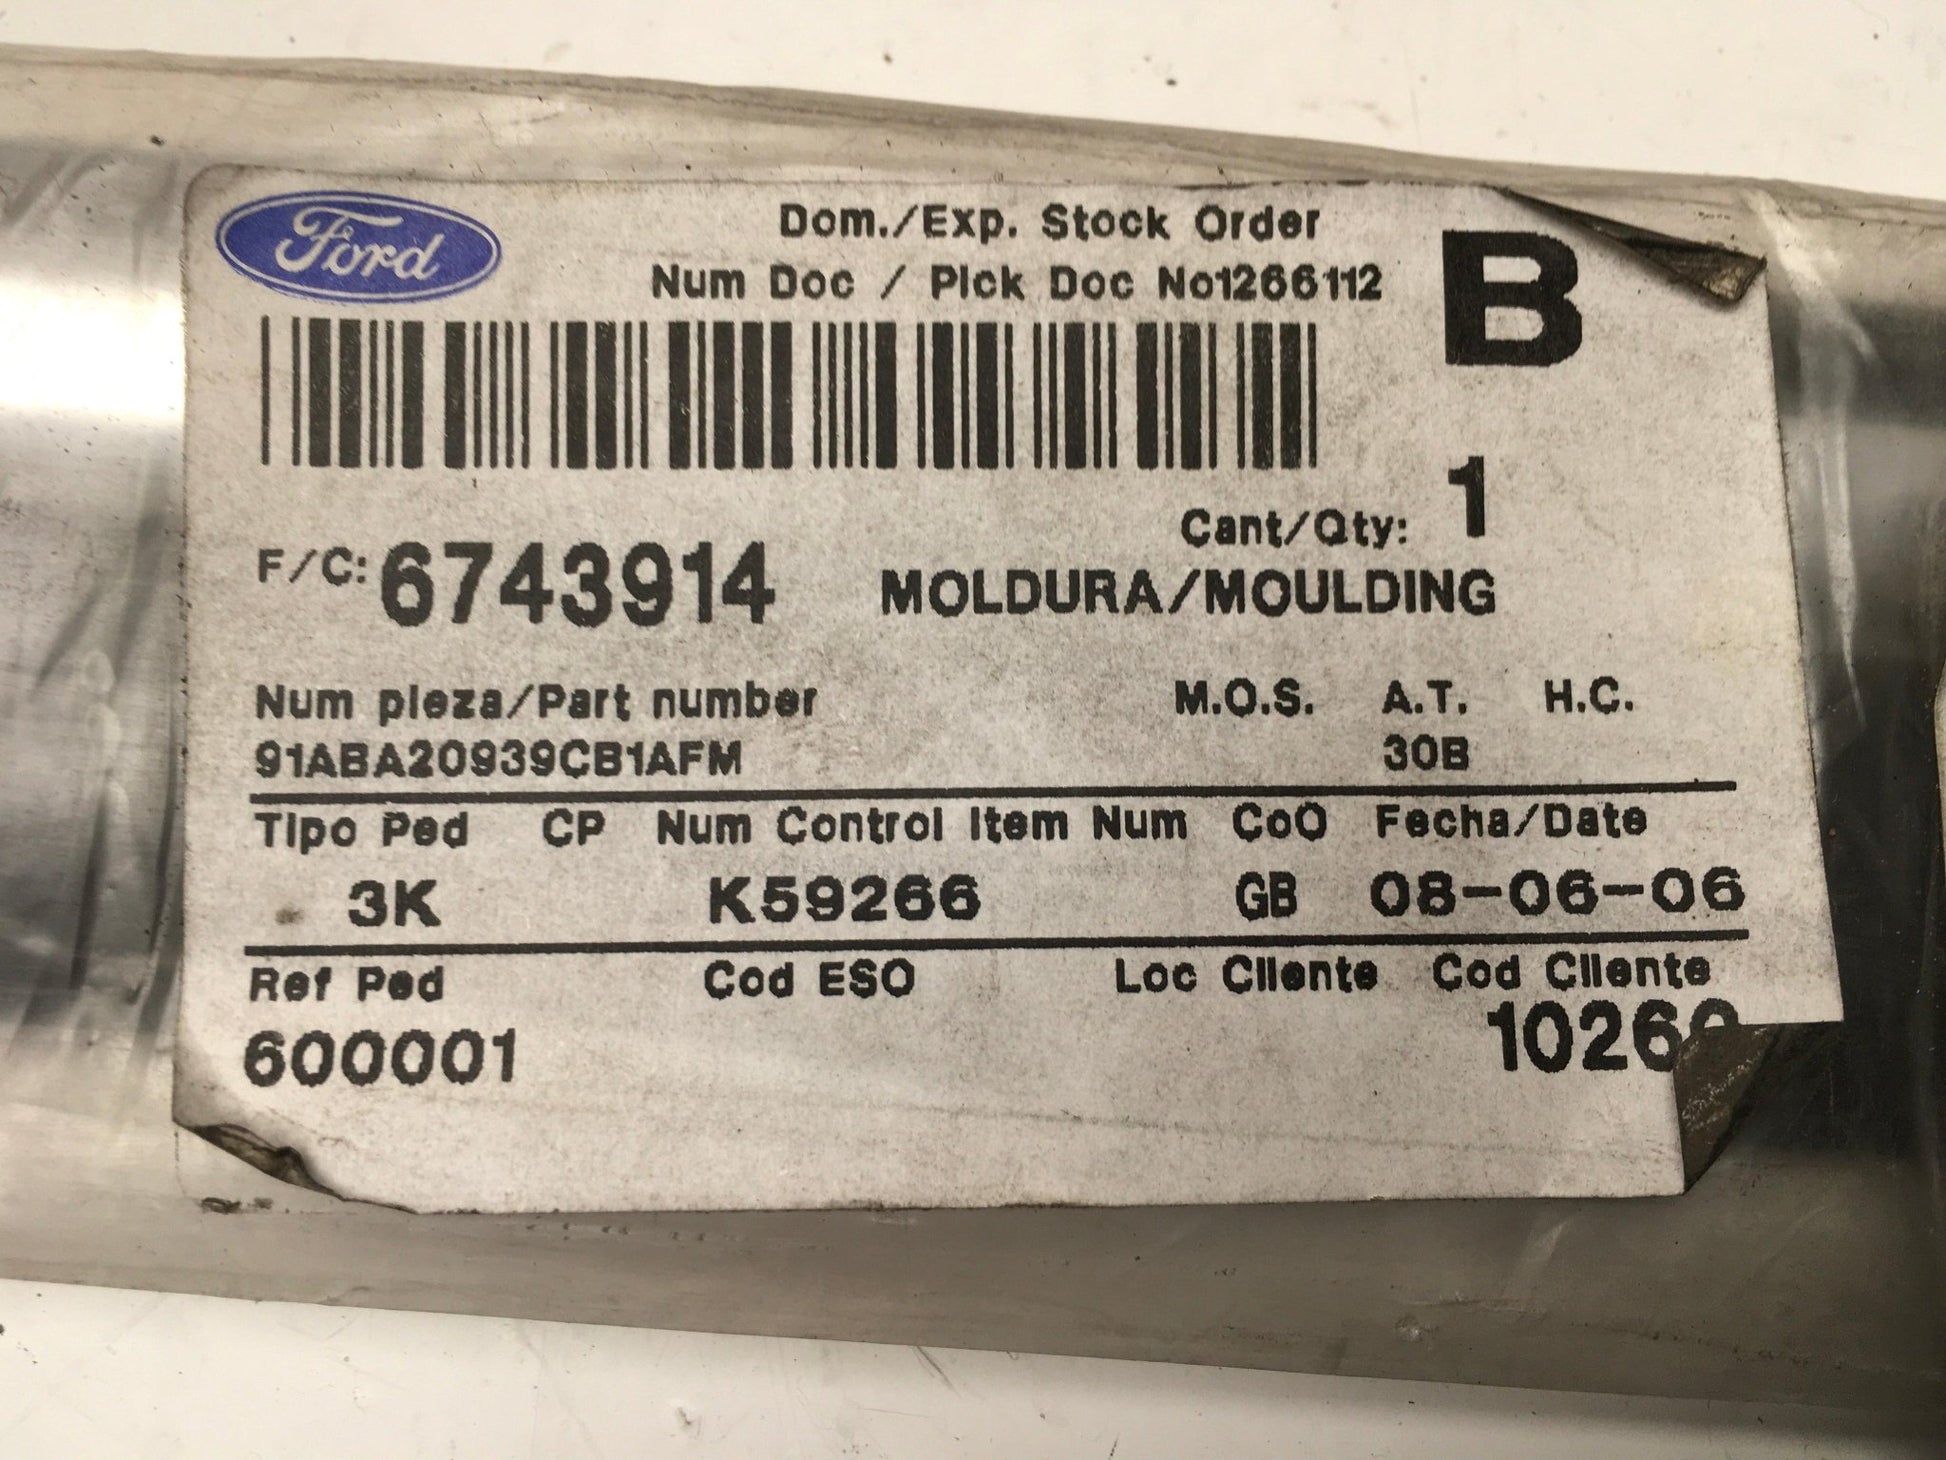 Ford
Dom./Exp. Stock Order
Num Doc / Pick Doc No1266112
B
Cant/Qty: 1
F/C: 6743914 MOLDURA/MOULDING
Num pieza/Part number M.O.S. A.T. H.C.
91ABA20939CB1AFM 30B
Tipo Ped CP Num Control Item Num CoO Fecha/Date
3K K59266 GB 08-06-06
Ref Ped Cod ESO Loc Cliente Cod Cliente
600001